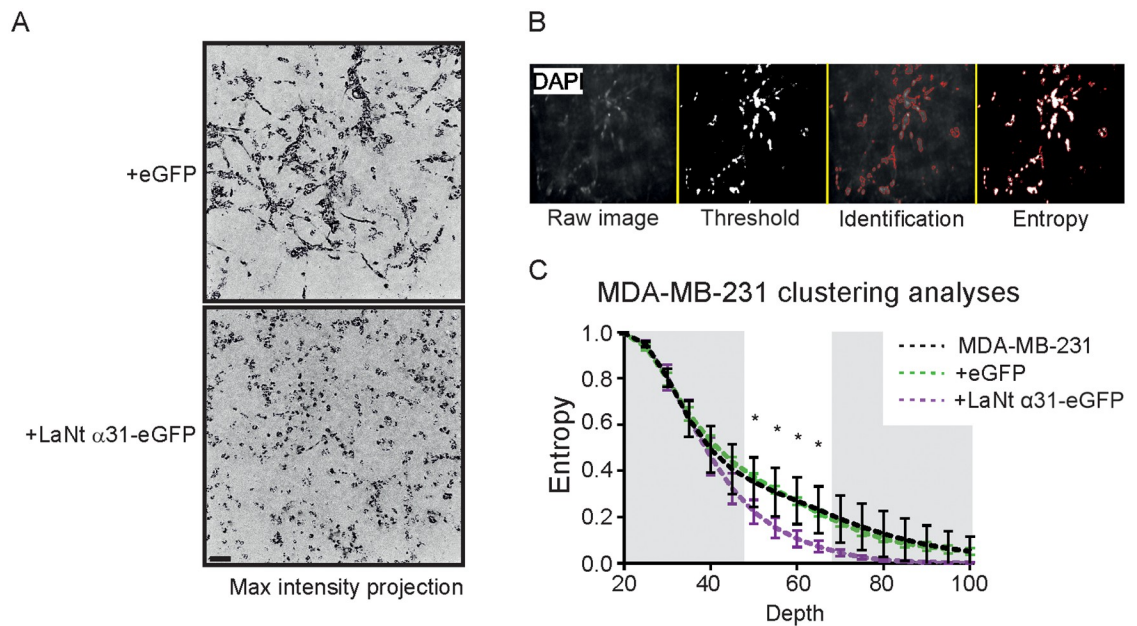 A
+eGFP
+LaNt α31-eGFP
Max intensity projection
B
DAPI
Raw image
Threshold
Identification
Entropy
C
MDA-MB-231 clustering analyses
MDA-MB-231
+eGFP
+LaNt α31-eGFP
* * * *
Entropy
1.0
0.8
0.6
0.4
0.2
0.0
20 40 60 80 100
Depth